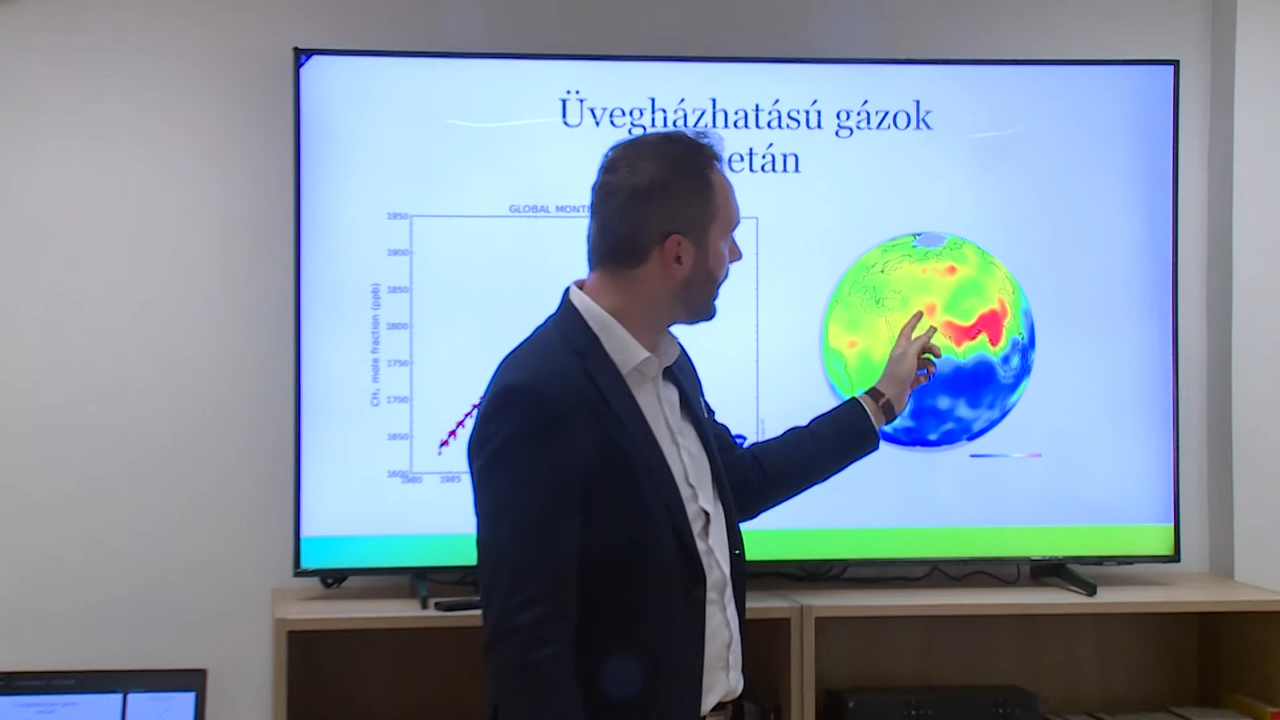 Üvegházhatású gázok
etán
GLOBAL MONT
1950
1900
1850
1800
1750
1700
1650
1600
CH₄ mole fraction (ppb)
1980 1985